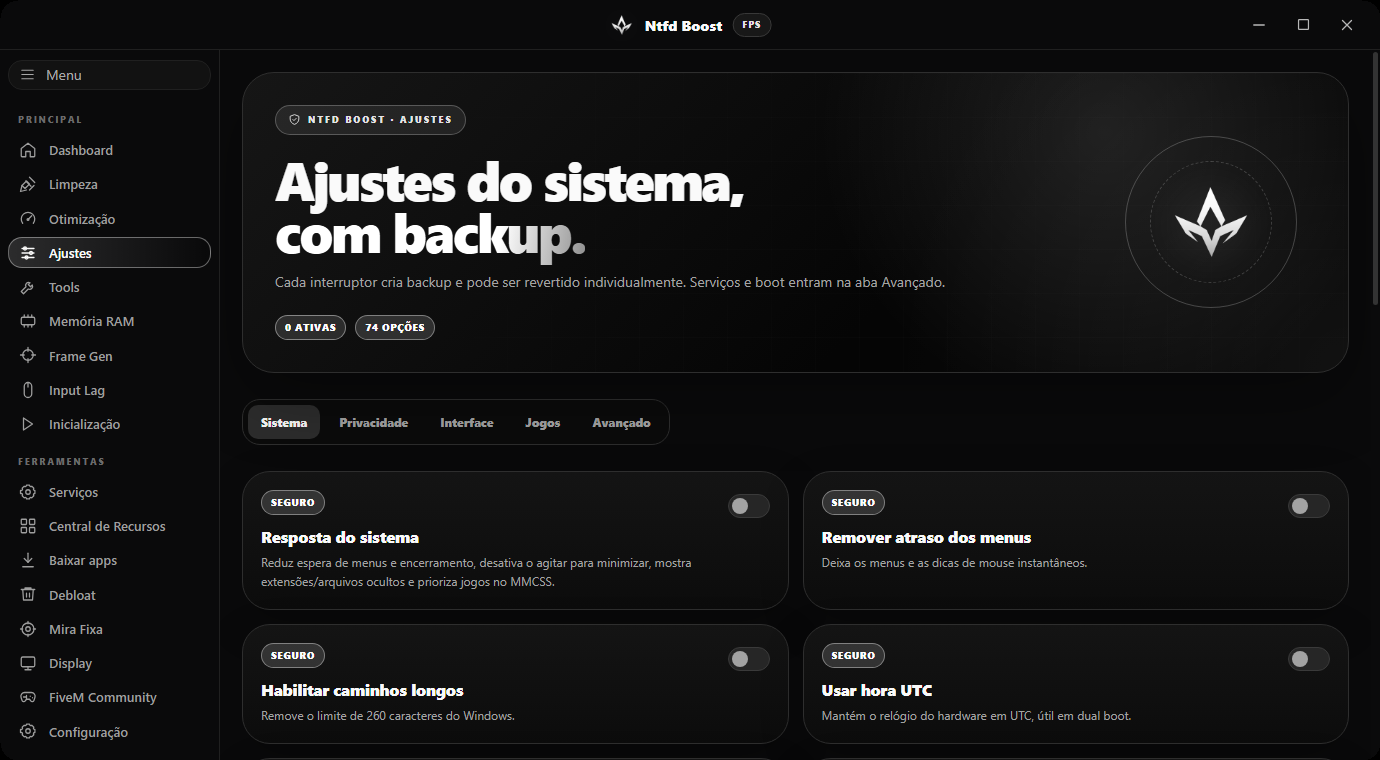 Ntfd Boost FPS
Menu
PRINCIPAL
Dashboard
Limpeza
Otimização
Ajustes
Tools
Memória RAM
Frame Gen
Input Lag
Inicialização
FERRAMENTAS
Serviços
Central de Recursos
Baixar apps
Debloat
Mira Fixa
Display
FiveM Community
Configuração
NTFD BOOST · AJUSTES
Ajustes do sistema,
com backup.
Cada interruptor cria backup e pode ser revertido individualmente. Serviços e boot entram na aba Avançado.
0 ATIVAS 74 OPÇÕES
Sistema Privacidade Interface Jogos Avançado
SEGURO
Resposta do sistema
Reduz espera de menus e encerramento, desativa o agitar para minimizar, mostra
extensões/arquivos ocultos e prioriza jogos no MMCSS.
SEGURO
Remover atraso dos menus
Deixa os menus e as dicas de mouse instantâneos.
SEGURO
Habilitar caminhos longos
Remove o limite de 260 caracteres do Windows.
SEGURO
Usar hora UTC
Mantém o relógio do hardware em UTC, útil em dual boot.